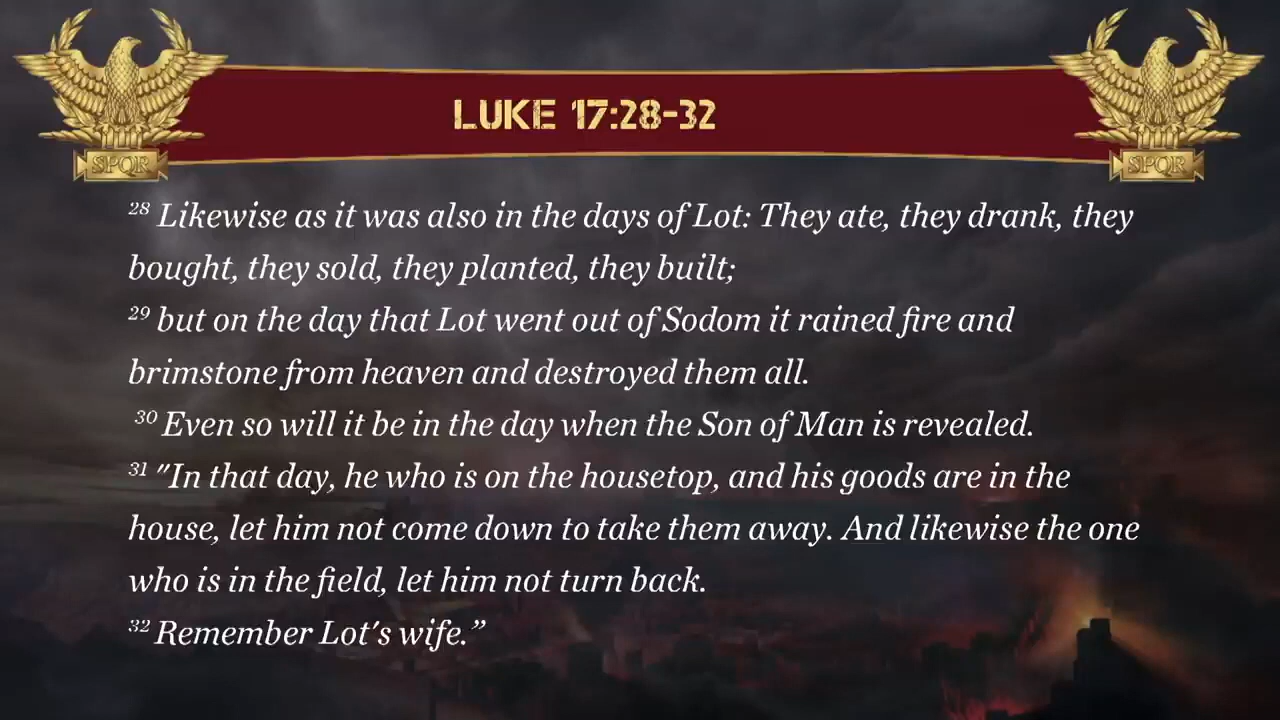 LUKE 17:28-32
SPQR
SPQR
28 Likewise as it was also in the days of Lot: They ate, they drank, they
bought, they sold, they planted, they built;
29 but on the day that Lot went out of Sodom it rained fire and
brimstone from heaven and destroyed them all.
30 Even so will it be in the day when the Son of Man is revealed.
31 "In that day, he who is on the housetop, and his goods are in the
house, let him not come down to take them away. And likewise the one
who is in the field, let him not turn back.
32 Remember Lot's wife.”